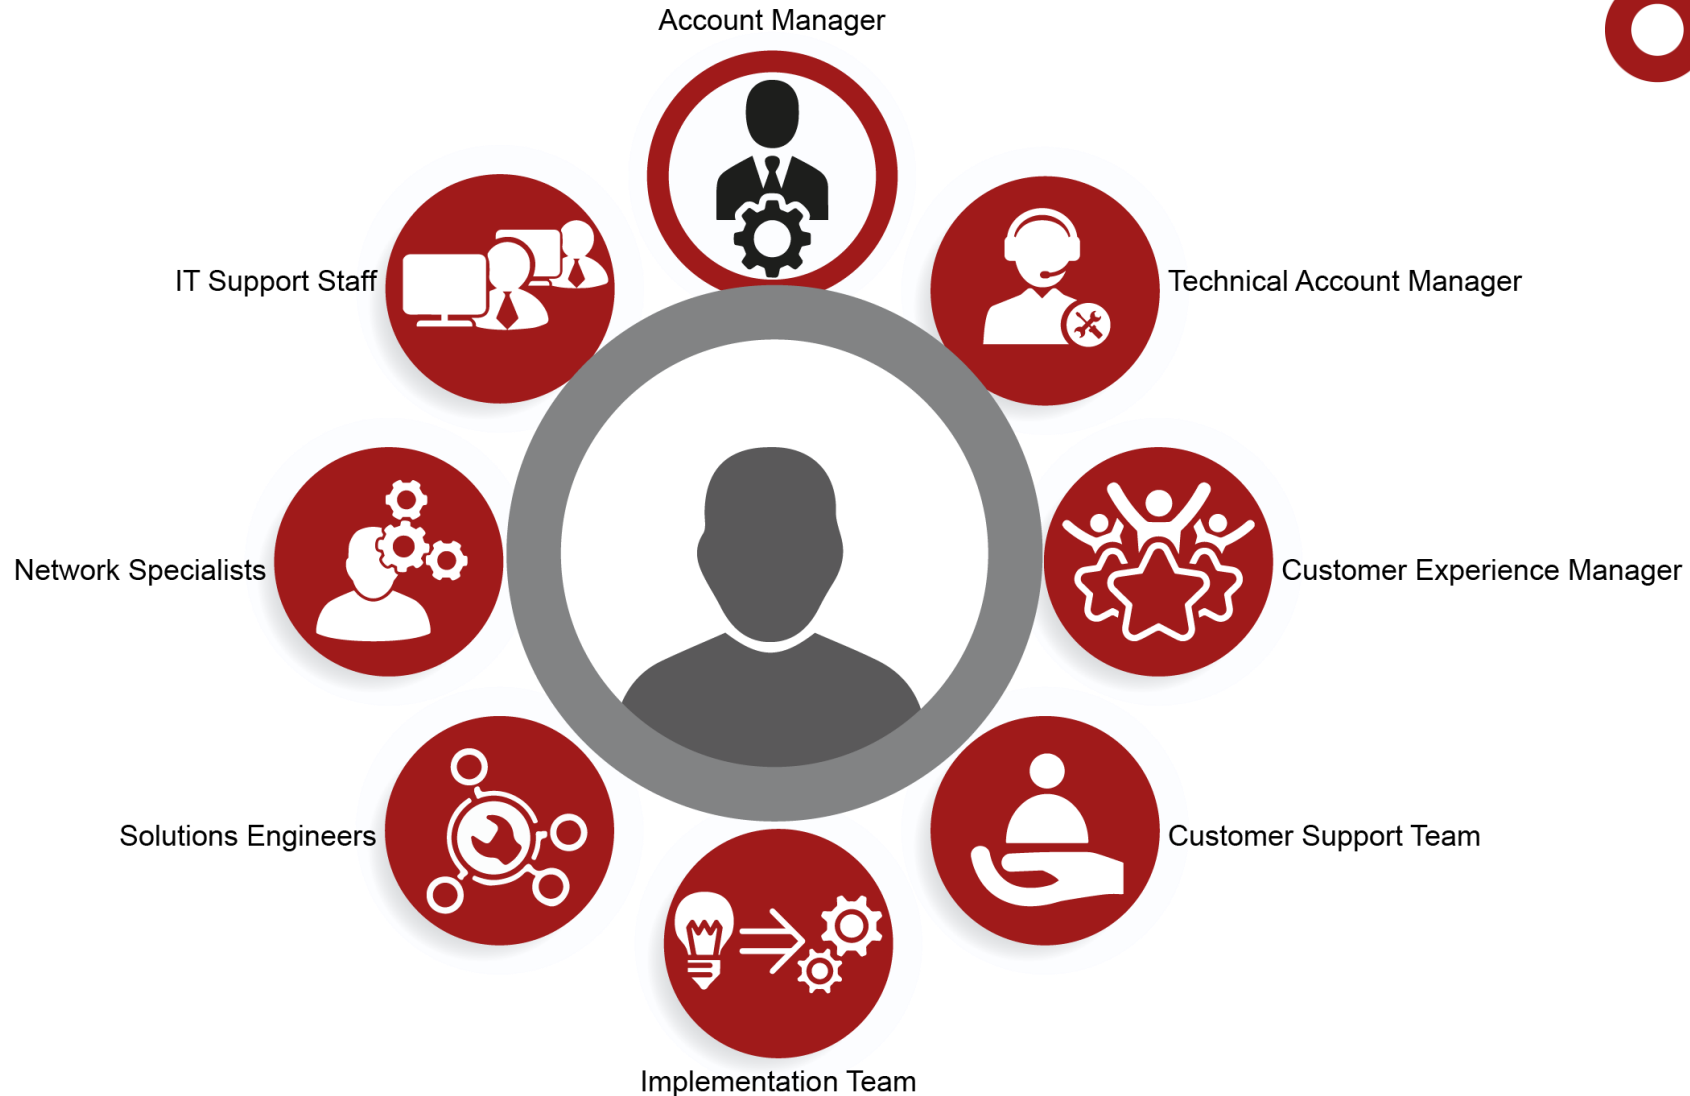 Account Manager
IT Support Staff
Technical Account Manager
Network Specialists
Customer Experience Manager
Solutions Engineers
Customer Support Team
Implementation Team